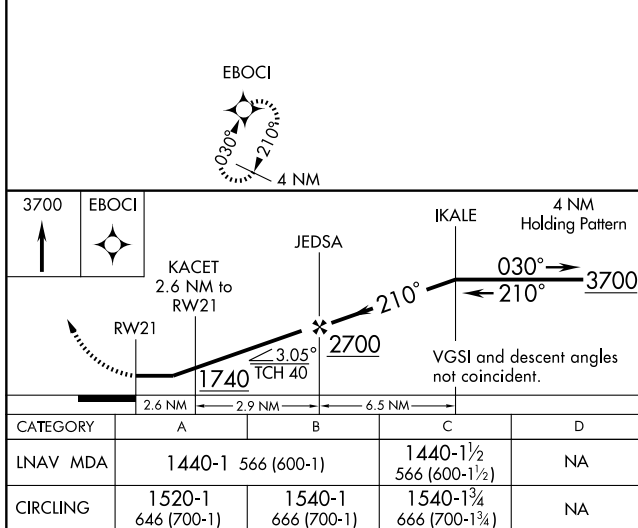 EBOCI
030°
210°
4 NM
3700
EBOCI
4 NM
Holding Pattern
IKALE
JEDSA
KACET
2.6 NM to
RW21
RW21
030°
210°
3700
210°
2700
3.05°
TCH 40
1740
VGSI and descent angles
not coincident.
2.6 NM
2.9 NM
6.5 NM
CATEGORY A B C D
LNAV MDA 1440-1 566 (600-1) 1440-1½ NA
566 (600-1½)
CIRCLING 1520-1 1540-1 1540-1¾ NA
646 (700-1) 666 (700-1) 666 (700-1¾)